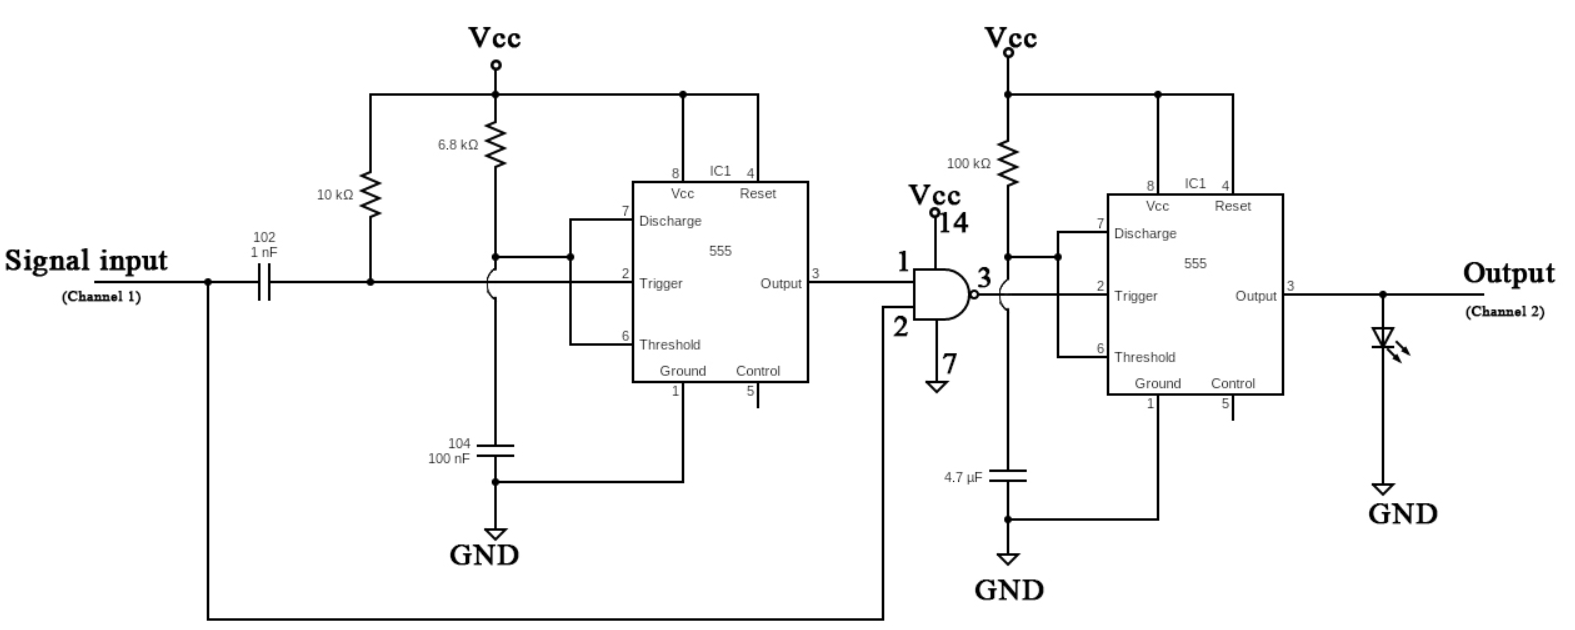 Vcc
Vcc
6.8 kΩ
10 kΩ
100 kΩ
8
IC1
4
Vcc
Reset
7
Discharge
555
2
Trigger
Output
3
6
Threshold
Ground
Control
1
5
Signal input
(Channel 1)
102
1 nF
104
100 nF
GND
Vcc
14
1
2
3
7
8
IC1
4
Vcc
Reset
7
Discharge
555
2
Trigger
Output
3
6
Threshold
Ground
Control
1
5
4.7 µF
GND
Output
(Channel 2)
GND